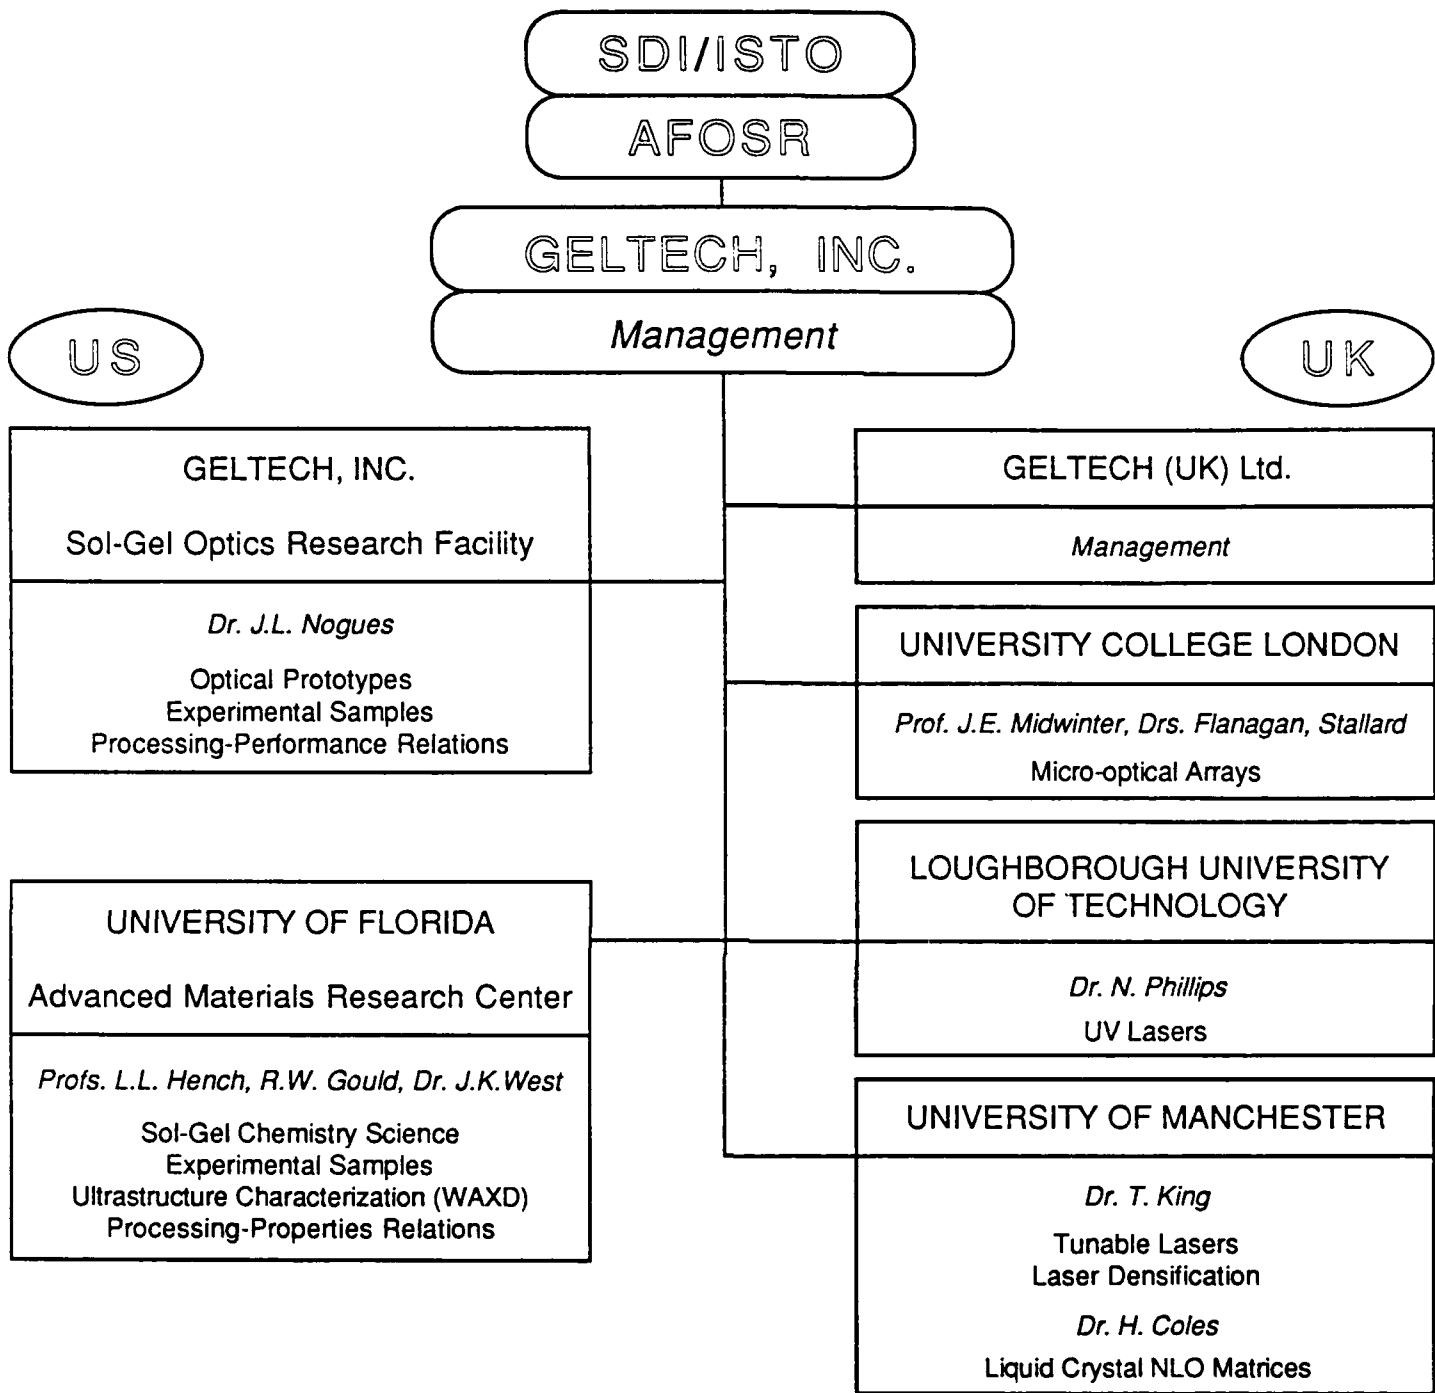 SDI/ISTO
AFOSR
GELTECH, INC.
Management
US
UK
GELTECH, INC.
Sol-Gel Optics Research Facility
Dr. J.L. Nogues
Optical Prototypes
Experimental Samples
Processing-Performance Relations
UNIVERSITY OF FLORIDA
Advanced Materials Research Center
Profs. L.L. Hench, R.W. Gould, Dr. J.K.West
Sol-Gel Chemistry Science
Experimental Samples
Ultrastructure Characterization (WAXD)
Processing-Properties Relations
GELTECH (UK) Ltd.
Management
UNIVERSITY COLLEGE LONDON
Prof. J.E. Midwinter, Drs. Flanagan, Stallard
Micro-optical Arrays
LOUGHBOROUGH UNIVERSITY
OF TECHNOLOGY
Dr. N. Phillips
UV Lasers
UNIVERSITY OF MANCHESTER
Dr. T. King
Tunable Lasers
Laser Densification
Dr. H. Coles
Liquid Crystal NLO Matrices